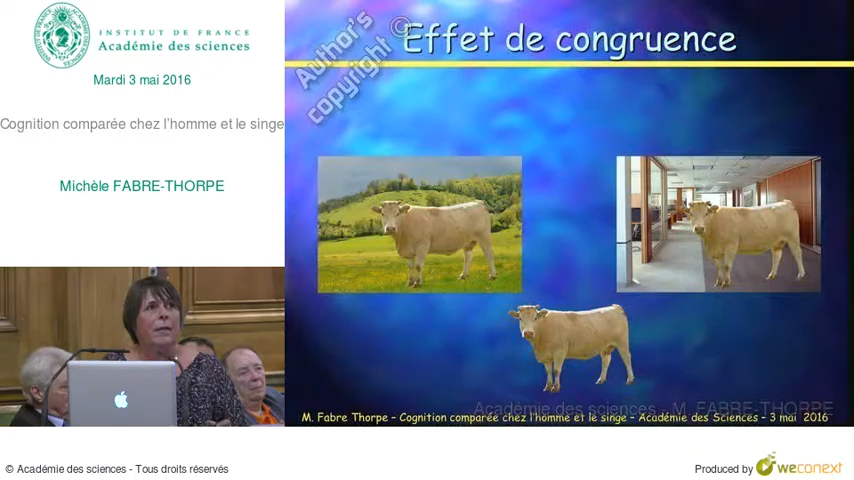 INSTITUT DE FRANCE
Académie des sciences
Mardi 3 mai 2016
Cognition comparée chez l'homme et le singe
Michèle FABRE-THORPE
Author's ©
copyright
Effet de congruence
Académie des sciences - M. FABRE-THORPE
M. Fabre Thorpe – Cognition comparée chez l'homme et le singe – Académie des Sciences – 3 mai 2016
© Académie des sciences - Tous droits réservés
Produced by weconext